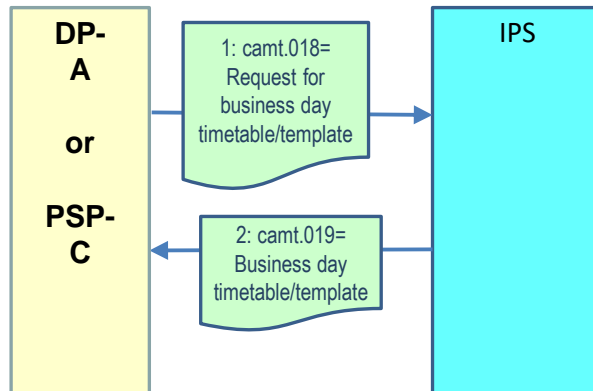 DP-
A
or
PSP-
C
1: camt.018=
Request for
business day
timetable/template
2: camt.019=
Business day
timetable/template
IPS